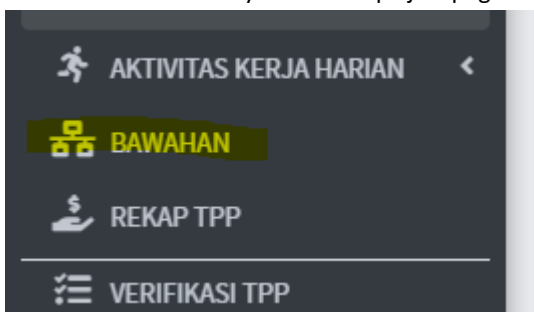 AKTIVITAS KERJA HARIAN
BAWAHAN
REKAP TPP
VERIFIKASI TPP